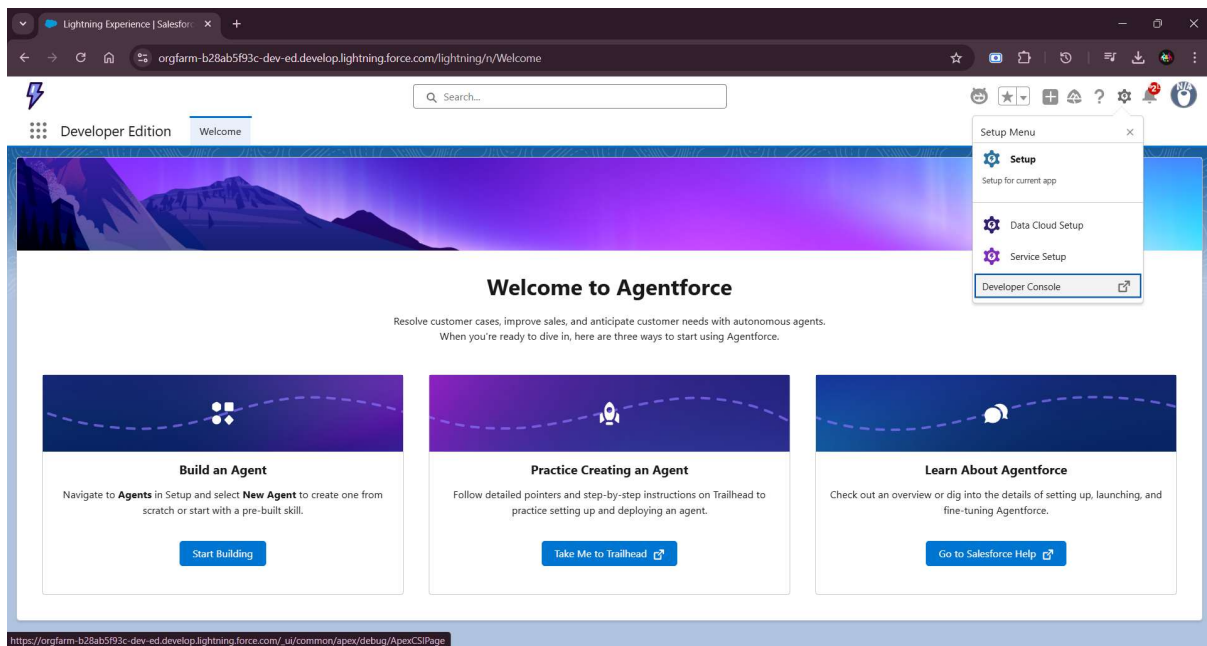 Lightning Experience | Salesforc
orgfarm-b28ab5f93c-dev-ed.develop.lightning.force.com/lightning/n/Welcome
Search...
Developer Edition
Welcome
Setup Menu
Setup
Setup for current app
Data Cloud Setup
Service Setup
Developer Console
Welcome to Agentforce
Resolve customer cases, improve sales, and anticipate customer needs with autonomous agents.
When you're ready to dive in, here are three ways to start using Agentforce.
Build an Agent
Navigate to Agents in Setup and select New Agent to create one from
scratch or start with a pre-built skill.
Start Building
Practice Creating an Agent
Follow detailed pointers and step-by-step instructions on Trailhead to
practice setting up and deploying an agent.
Take Me to Trailhead
Learn About Agentforce
Check out an overview or dig into the details of setting up, launching, and
fine-tuning Agentforce.
Go to Salesforce Help
https://orgfarm-b28ab5f93c-dev-ed.develop.lightning.force.com/_ui/common/apex/debug/ApexCSIPage